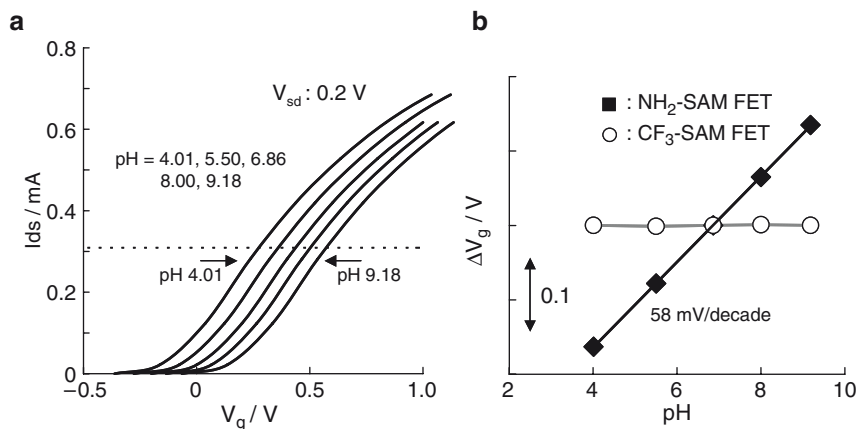 a
0.8
0.6
0.4
0.2
0
Ids / mA
V_sd : 0.2 V
pH = 4.01, 5.50, 6.86
8.00, 9.18
pH 4.01
pH 9.18
−0.5
0
0.5
1.0
V_g / V
b
■ : NH₂-SAM FET
○ : CF₃-SAM FET
ΔV_g / V
0.1
58 mV/decade
2
4
6
8
10
pH